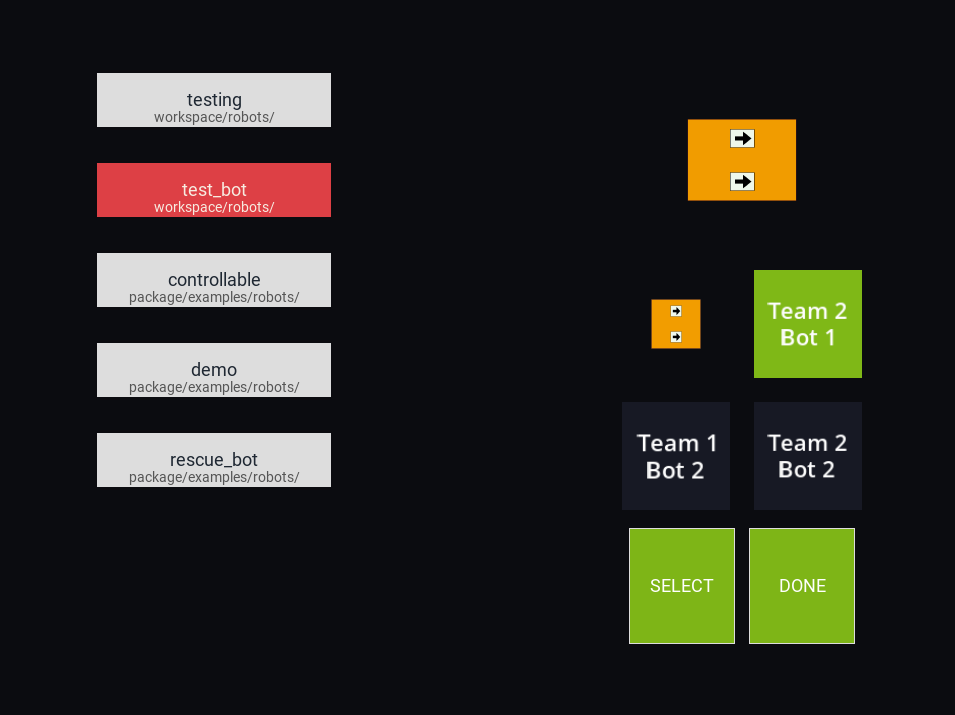 testing
workspace/robots/
test_bot
workspace/robots/
controllable
package/examples/robots/
demo
package/examples/robots/
rescue_bot
package/examples/robots/
Team 2
Bot 1
Team 1
Bot 2
Team 2
Bot 2
SELECT
DONE